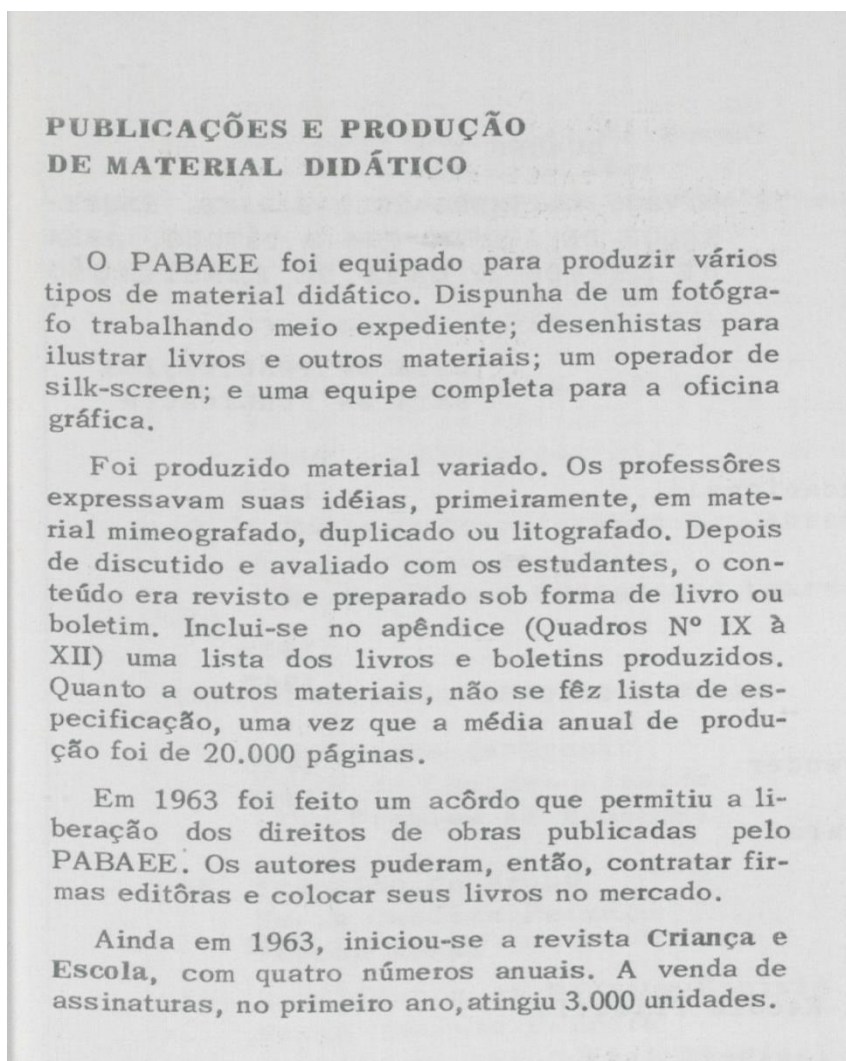 PUBLICAÇÕES E PRODUÇÃO
DE MATERIAL DIDÁTICO
O PABAEE foi equipado para produzir vários
tipos de material didático. Dispunha de um fotógra-
fo trabalhando meio expediente; desenhistas para
ilustrar livros e outros materiais; um operador de
silk-screen; e uma equipe completa para a oficina
gráfica.
Foi produzido material variado. Os professôres
expressavam suas idéias, primeiramente, em mate-
rial mimeografado, duplicado ou litografado. Depois
de discutido e avaliado com os estudantes, o con-
teúdo era revisto e preparado sob forma de livro ou
boletim. Inclui-se no apêndice (Quadros Nº IX à
XII) uma lista dos livros e boletins produzidos.
Quanto a outros materiais, não se fêz lista de es-
pecificação, uma vez que a média anual de produ-
ção foi de 20.000 páginas.
Em 1963 foi feito um acôrdo que permitiu a li-
beração dos direitos de obras publicadas pelo
PABAEE. Os autores puderam, então, contratar fir-
mas editôras e colocar seus livros no mercado.
Ainda em 1963, iniciou-se a revista Criança e
Escola, com quatro números anuais. A venda de
assinaturas, no primeiro ano, atingiu 3.000 unidades.